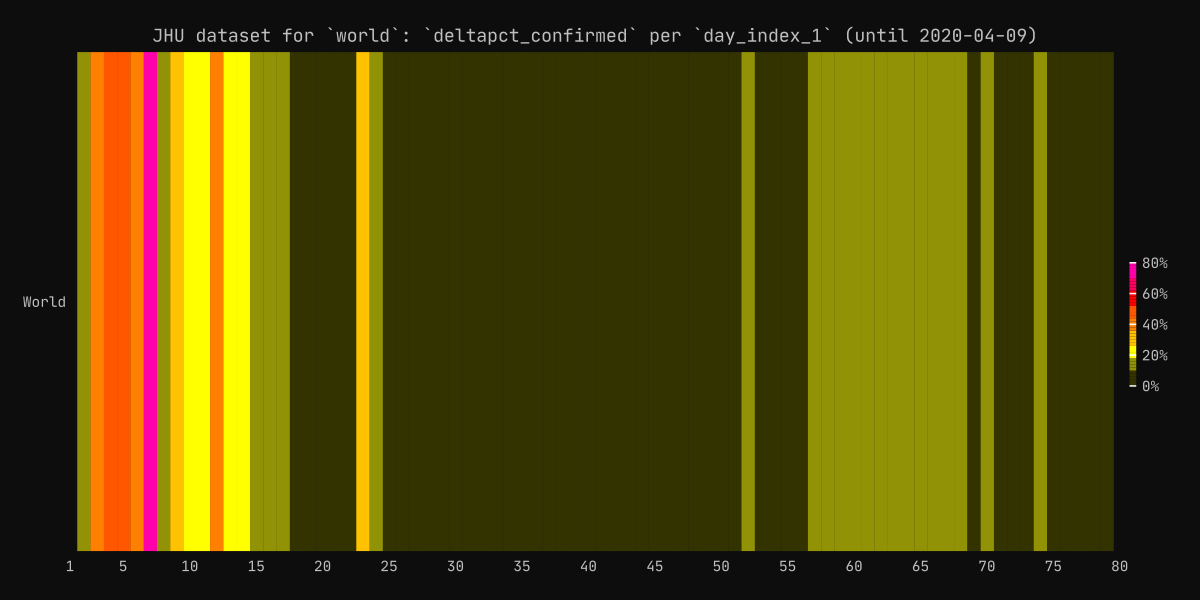 JHU dataset for `world`: `deltapct_confirmed` per `day_index_1` (until 2020-04-09)
80%
60%
World
40%
20%
0%
1 5 10 15 20 25 30 35 40 45 50 55 60 65 70 75 80